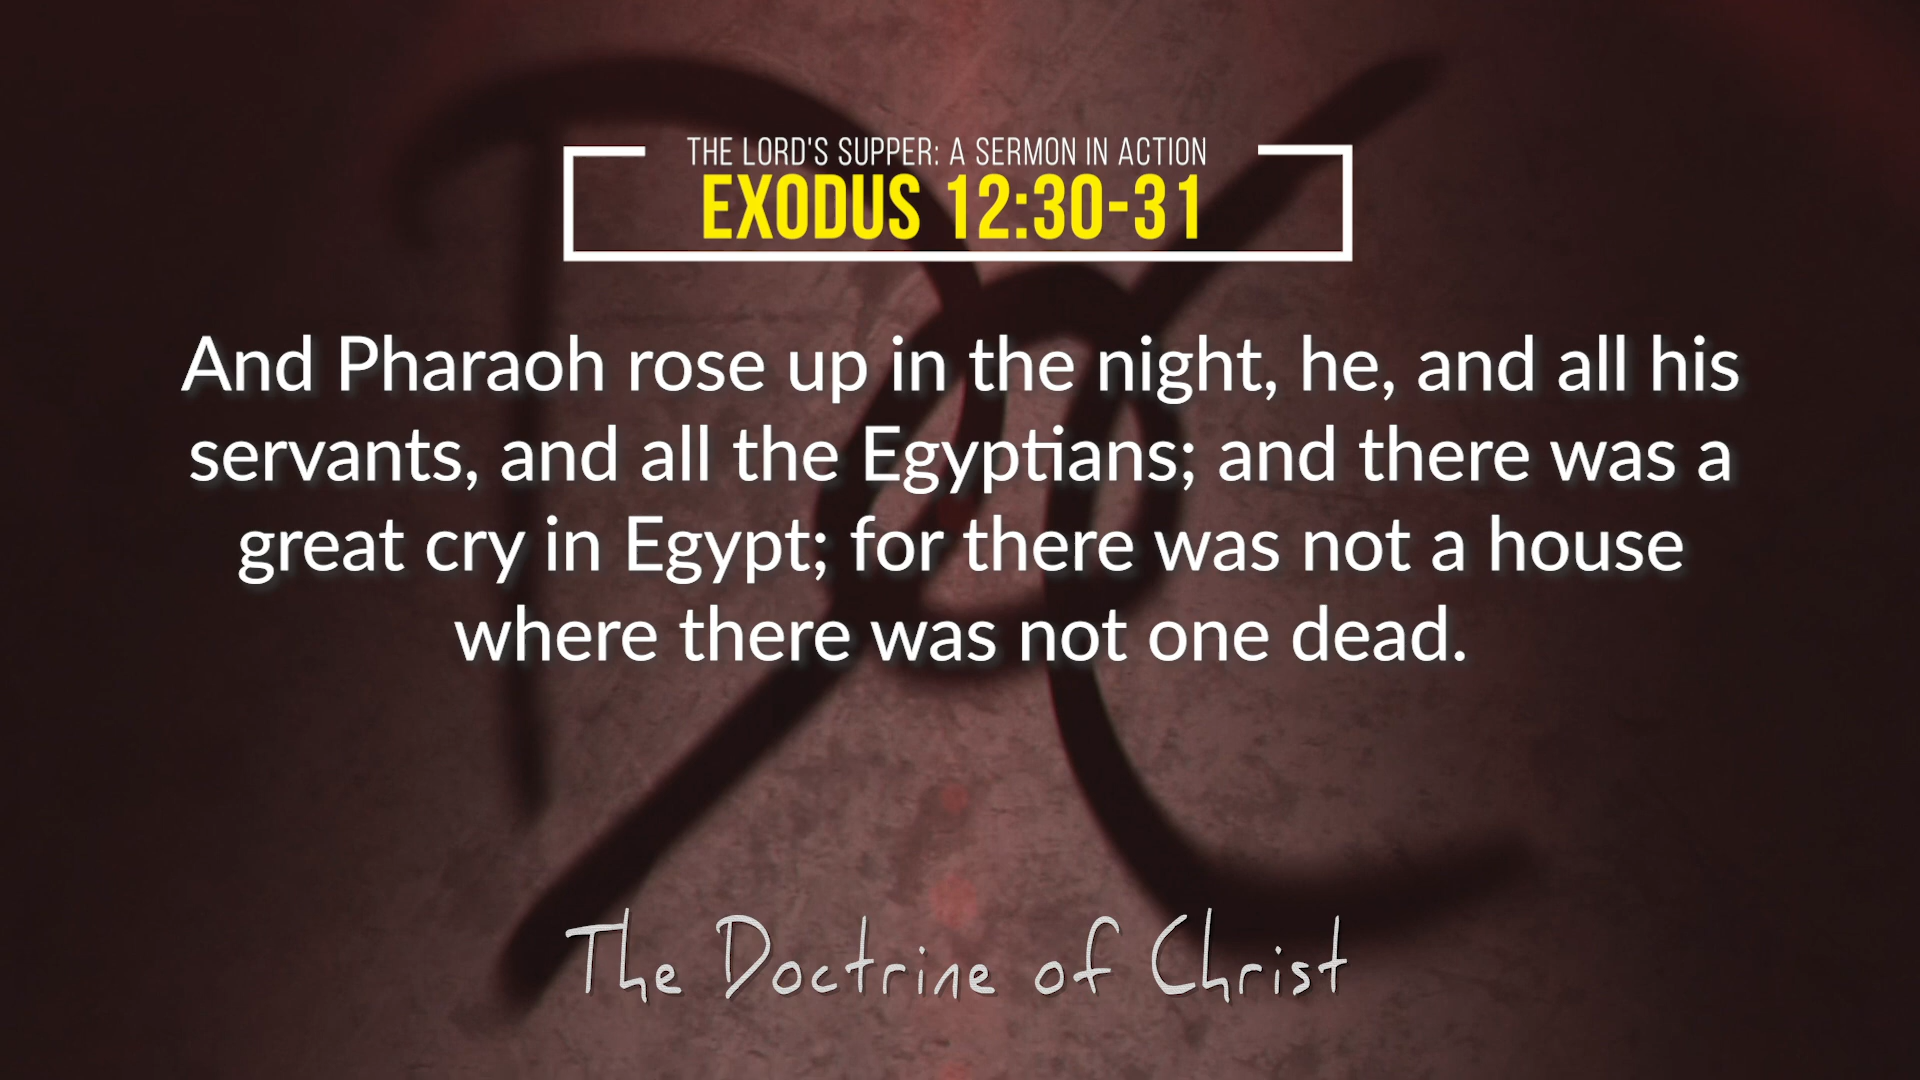 THE LORD'S SUPPER: A SERMON IN ACTION
EXODUS 12:30-31
And Pharaoh rose up in the night, he, and all his
servants, and all the Egyptians; and there was a
great cry in Egypt; for there was not a house
where there was not one dead.
The Doctrine of Christ